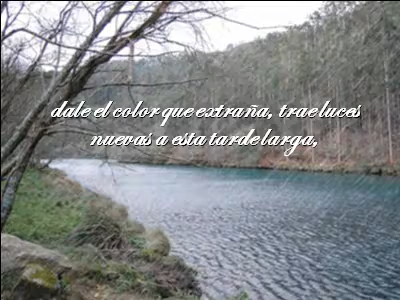 dale el color que extraña, trae luces
nuevas a esta tarde larga,